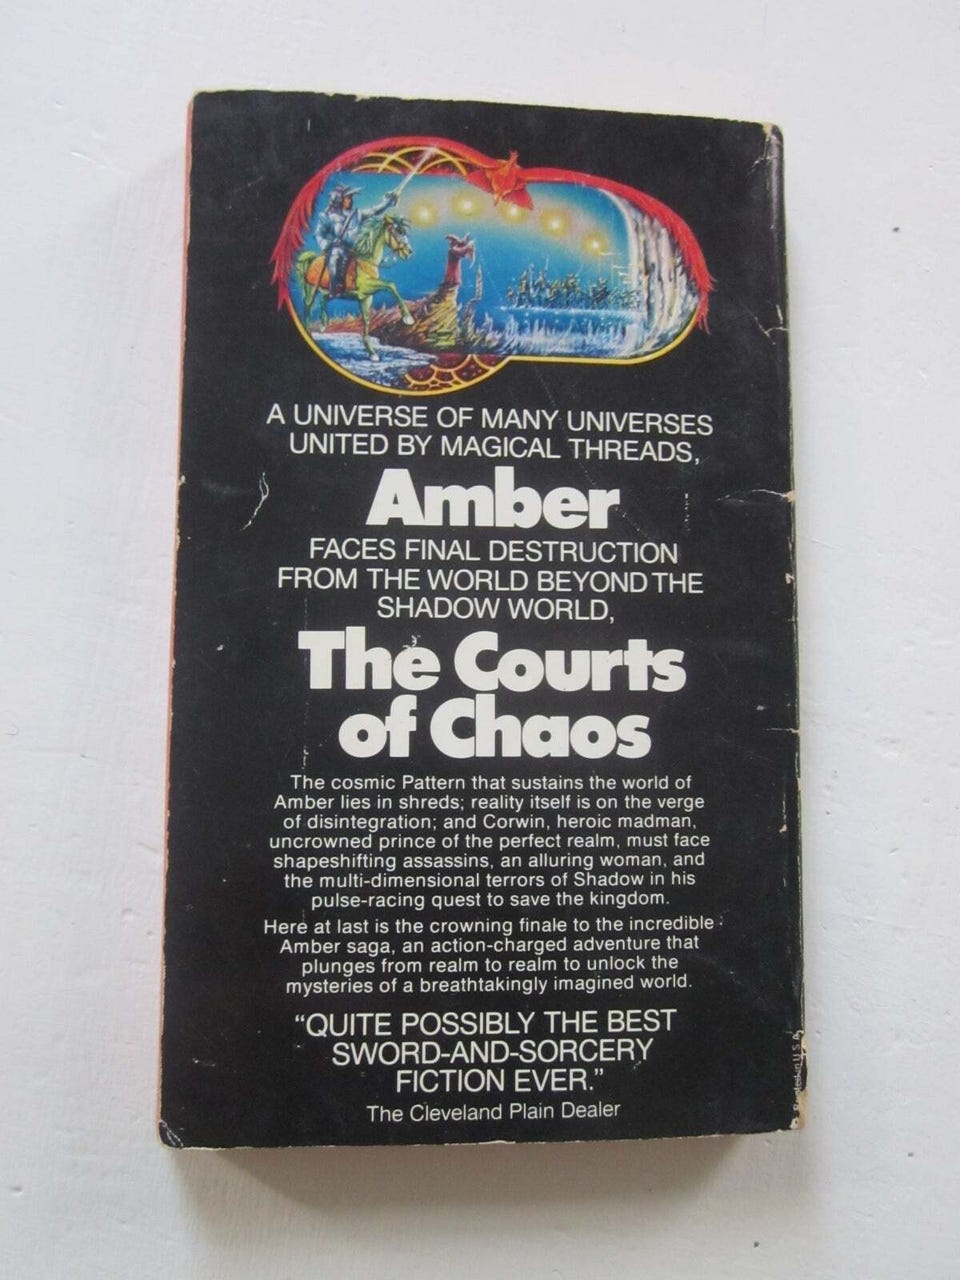 A UNIVERSE OF MANY UNIVERSES
UNITED BY MAGICAL THREADS,
Amber
FACES FINAL DESTRUCTION
FROM THE WORLD BEYOND THE
SHADOW WORLD,
The Courts
of Chaos
The cosmic Pattern that sustains the world of
Amber lies in shreds; reality itself is on the verge
of disintegration; and Corwin, heroic madman,
uncrowned prince of the perfect realm, must face
shapeshifting assassins, an alluring woman, and
the multi-dimensional terrors of Shadow in his
pulse-racing quest to save the kingdom.
Here at last is the crowning finale to the incredible
Amber saga, an action-charged adventure that
plunges from realm to realm to unlock the
mysteries of a breathtakingly imagined world.
"QUITE POSSIBLY THE BEST
SWORD-AND-SORCERY
FICTION EVER."
The Cleveland Plain Dealer
Printed in U.S.A.